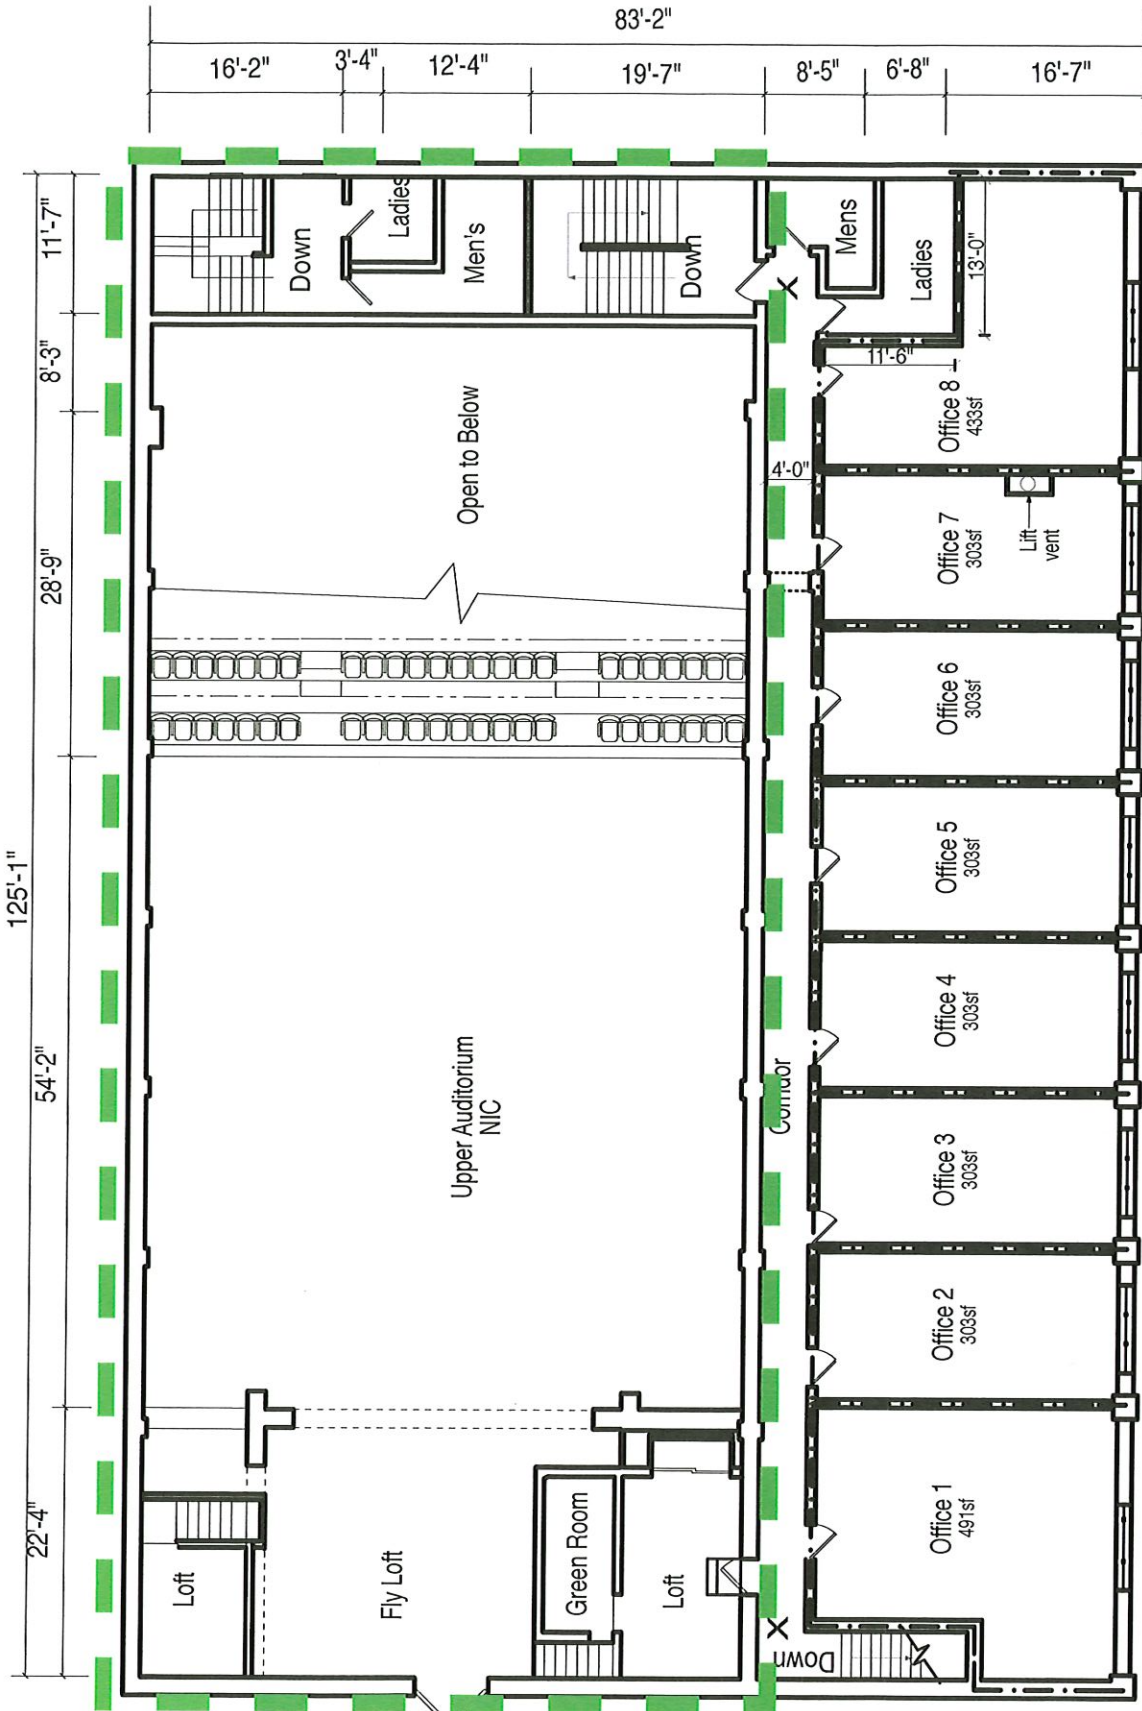 83'-2"
16'-2"
3'-4"
12'-4"
19'-7"
8'-5"
6'-8"
16'-7"
125'-1"
11'-7"
8'-3"
28'-9"
54'-2"
22'-4"
Down
Ladies
Men's
Down
Mens
Ladies
13'-0"
11'-6"
X
Open to Below
4'-0"
Office 8
433sf
Office 7
303sf
Lift
vent
Office 6
303sf
Office 5
303sf
Office 4
303sf
Corridor
Office 3
303sf
Upper Auditorium
NIC
Office 2
303sf
Office 1
491sf
Loft
Fly Loft
Green Room
Loft
X
Down